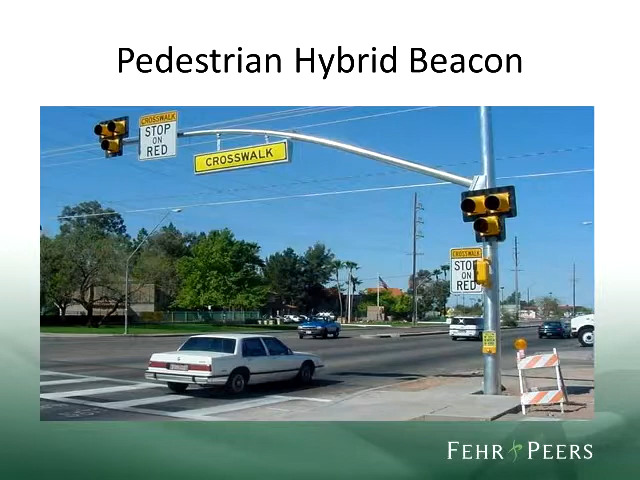 Pedestrian Hybrid Beacon
CROSSWALK
STOP
ON
RED
CROSSWALK
CROSSWALK
STOP
ON
RED
FEHR PEERS